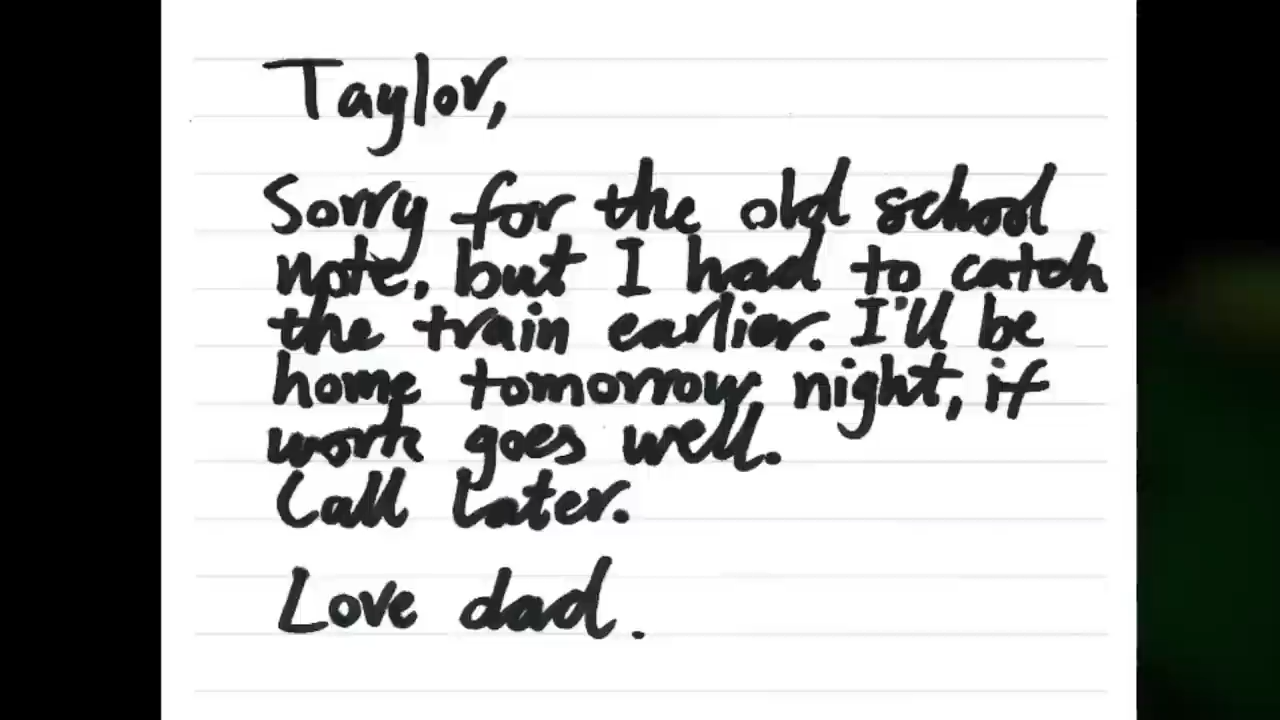 Taylor,
Sorry for the old school
note, but I had to catch
the train earlier. I'll be
home tomorrow night, if
work goes well.
Call later.
Love dad.